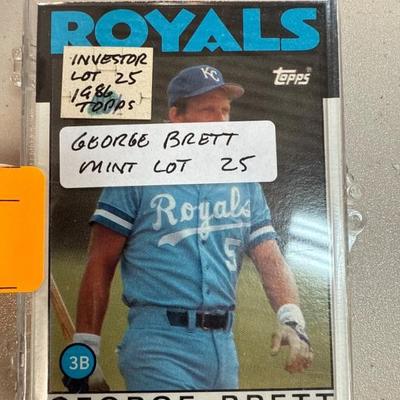 ROYALS
INVESTOR
LOT 25
1986
TOPPS
topps
KC
GEORGE BRETT
MINT LOT 25
Royals
5
3B
GEORGE BRETT